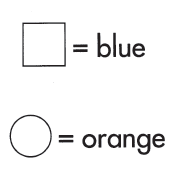 = blue
= orange